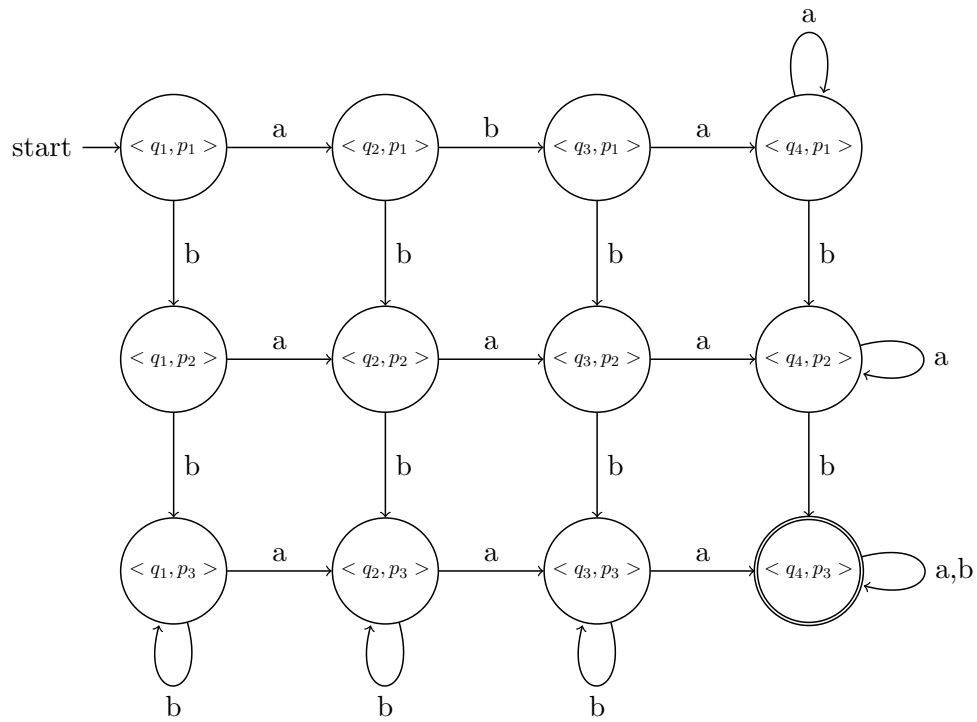 a
start < q₁, p₁ > a < q₂, p₁ > b < q₃, p₁ > a < q₄, p₁ >
b b b b
< q₁, p₂ > a < q₂, p₂ > a < q₃, p₂ > a < q₄, p₂ > a
b b b b
< q₁, p₃ > a < q₂, p₃ > a < q₃, p₃ > a < q₄, p₃ > a,b
b b b